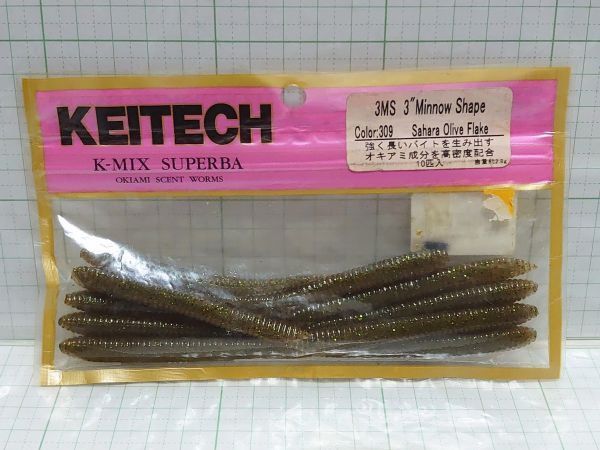 KEITECH
K-MIX SUPERBA
OKIAMI SCENT WORMS
3MS 3"Minnow Shape
Color:309 Sahara Olive Flake
強く長いバイトを生み出す
オキアミ成分を高密度配合
10匹入